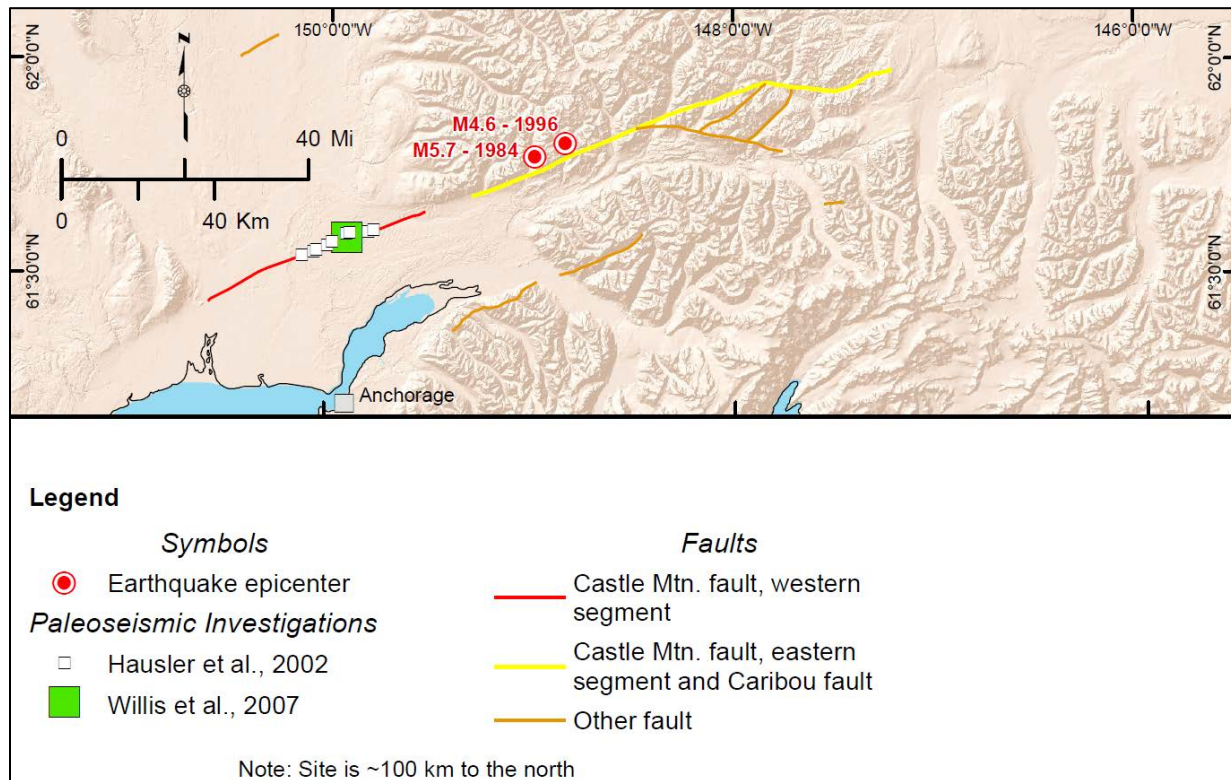 150°0'0"W
148°0'0"W
146°0'0"W
62°0'0"N
62°0'0"N
N
0
40 Mi
0
40 Km
M4.6 - 1996
M5.7 - 1984
61°30'0"N
61°30'0"N
Anchorage
Legend
Symbols
Faults
Earthquake epicenter
Castle Mtn. fault, western
segment
Paleoseismic Investigations
Hausler et al., 2002
Castle Mtn. fault, eastern
segment and Caribou fault
Willis et al., 2007
Other fault
Note: Site is ~100 km to the north